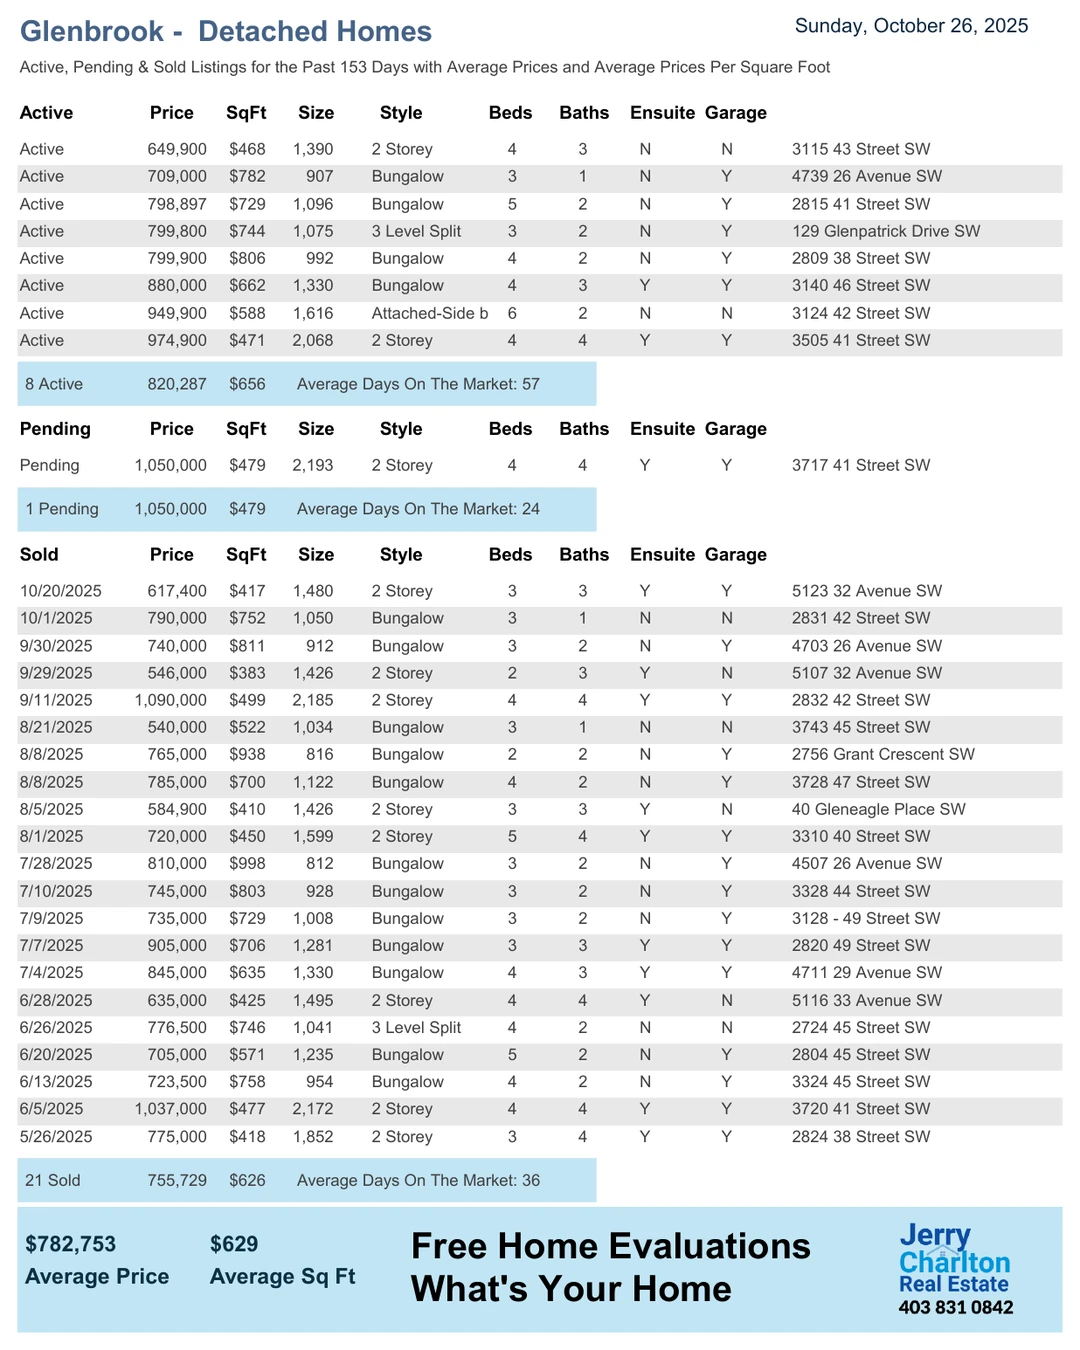 Glenbrook - Detached Homes
Sunday, October 26, 2025
Active, Pending & Sold Listings for the Past 153 Days with Average Prices and Average Prices Per Square Foot
Active Price SqFt Size Style Beds Baths Ensuite Garage
Active 649,900 $468 1,390 2 Storey 4 3 N N 3115 43 Street SW
Active 709,000 $782 907 Bungalow 3 1 N Y 4739 26 Avenue SW
Active 798,897 $729 1,096 Bungalow 5 2 N Y 2815 41 Street SW
Active 799,800 $744 1,075 3 Level Split 3 2 N Y 129 Glenpatrick Drive SW
Active 799,900 $806 992 Bungalow 4 2 N Y 2809 38 Street SW
Active 880,000 $662 1,330 Bungalow 4 3 Y Y 3140 46 Street SW
Active 949,900 $588 1,616 Attached-Side b 6 2 N N 3124 42 Street SW
Active 974,900 $471 2,068 2 Storey 4 4 Y Y 3505 41 Street SW
8 Active 820,287 $656 Average Days On The Market: 57
Pending Price SqFt Size Style Beds Baths Ensuite Garage
Pending 1,050,000 $479 2,193 2 Storey 4 4 Y Y 3717 41 Street SW
1 Pending 1,050,000 $479 Average Days On The Market: 24
Sold Price SqFt Size Style Beds Baths Ensuite Garage
10/20/2025 617,400 $417 1,480 2 Storey 3 3 Y Y 5123 32 Avenue SW
10/1/2025 790,000 $752 1,050 Bungalow 3 1 N N 2831 42 Street SW
9/30/2025 740,000 $811 912 Bungalow 3 2 N Y 4703 26 Avenue SW
9/29/2025 546,000 $383 1,426 2 Storey 2 3 Y N 5107 32 Avenue SW
9/11/2025 1,090,000 $499 2,185 2 Storey 4 4 Y Y 2832 42 Street SW
8/21/2025 540,000 $522 1,034 Bungalow 3 1 N N 3743 45 Street SW
8/8/2025 765,000 $938 816 Bungalow 2 2 N Y 2756 Grant Crescent SW
8/8/2025 785,000 $700 1,122 Bungalow 4 2 N Y 3728 47 Street SW
8/5/2025 584,900 $410 1,426 2 Storey 3 3 Y N 40 Gleneagle Place SW
8/1/2025 720,000 $450 1,599 2 Storey 5 4 Y Y 3310 40 Street SW
7/28/2025 810,000 $998 812 Bungalow 3 2 N Y 4507 26 Avenue SW
7/10/2025 745,000 $803 928 Bungalow 3 2 N Y 3328 44 Street SW
7/9/2025 735,000 $729 1,008 Bungalow 3 2 N Y 3128 - 49 Street SW
7/7/2025 905,000 $706 1,281 Bungalow 3 3 Y Y 2820 49 Street SW
7/4/2025 845,000 $635 1,330 Bungalow 4 3 Y Y 4711 29 Avenue SW
6/28/2025 635,000 $425 1,495 2 Storey 4 4 Y N 5116 33 Avenue SW
6/26/2025 776,500 $746 1,041 3 Level Split 4 2 N N 2724 45 Street SW
6/20/2025 705,000 $571 1,235 Bungalow 5 2 N Y 2804 45 Street SW
6/13/2025 723,500 $758 954 Bungalow 4 2 N Y 3324 45 Street SW
6/5/2025 1,037,000 $477 2,172 2 Storey 4 4 Y Y 3720 41 Street SW
5/26/2025 775,000 $418 1,852 2 Storey 3 4 Y Y 2824 38 Street SW
21 Sold 755,729 $626 Average Days On The Market: 36
$782,753 $629
Average Price Average Sq Ft
Free Home Evaluations
What's Your Home
Jerry
Charlton
Real Estate
403 831 0842